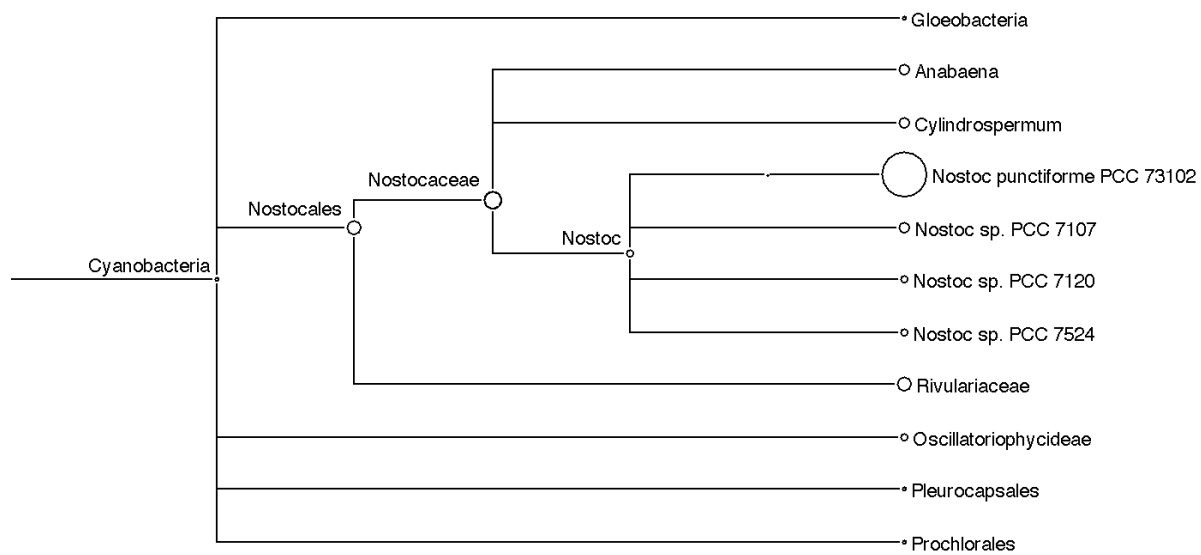 Gloeobacteria
Anabaena
Cylindrospermum
Nostocaceae
Nostoc punctiforme PCC 73102
Nostocales
Nostoc sp. PCC 7107
Nostoc
Cyanobacteria
Nostoc sp. PCC 7120
Nostoc sp. PCC 7524
Rivulariaceae
Oscillatoriophycideae
Pleurocapsales
Prochlorales